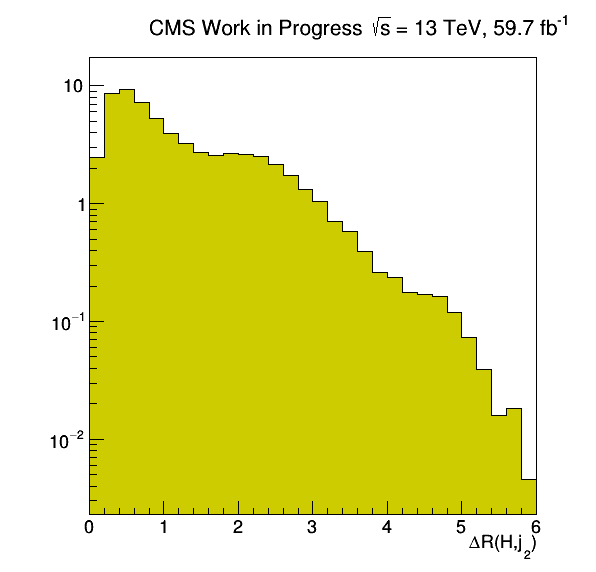 CMS Work in Progress √s = 13 TeV, 59.7 fb⁻¹
10
1
10⁻¹
10⁻²
0 1 2 3 4 5 6
ΔR(H,j₂)